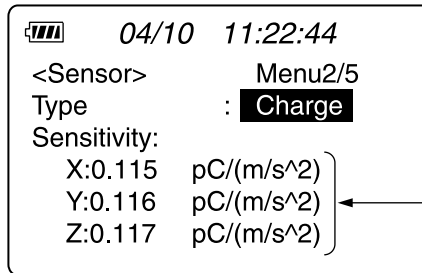 04/10 11:22:44
<Sensor> Menu2/5
Type : Charge
Sensitivity:
X:0.115 pC/(m/s^2)
Y:0.116 pC/(m/s^2)
Z:0.117 pC/(m/s^2)